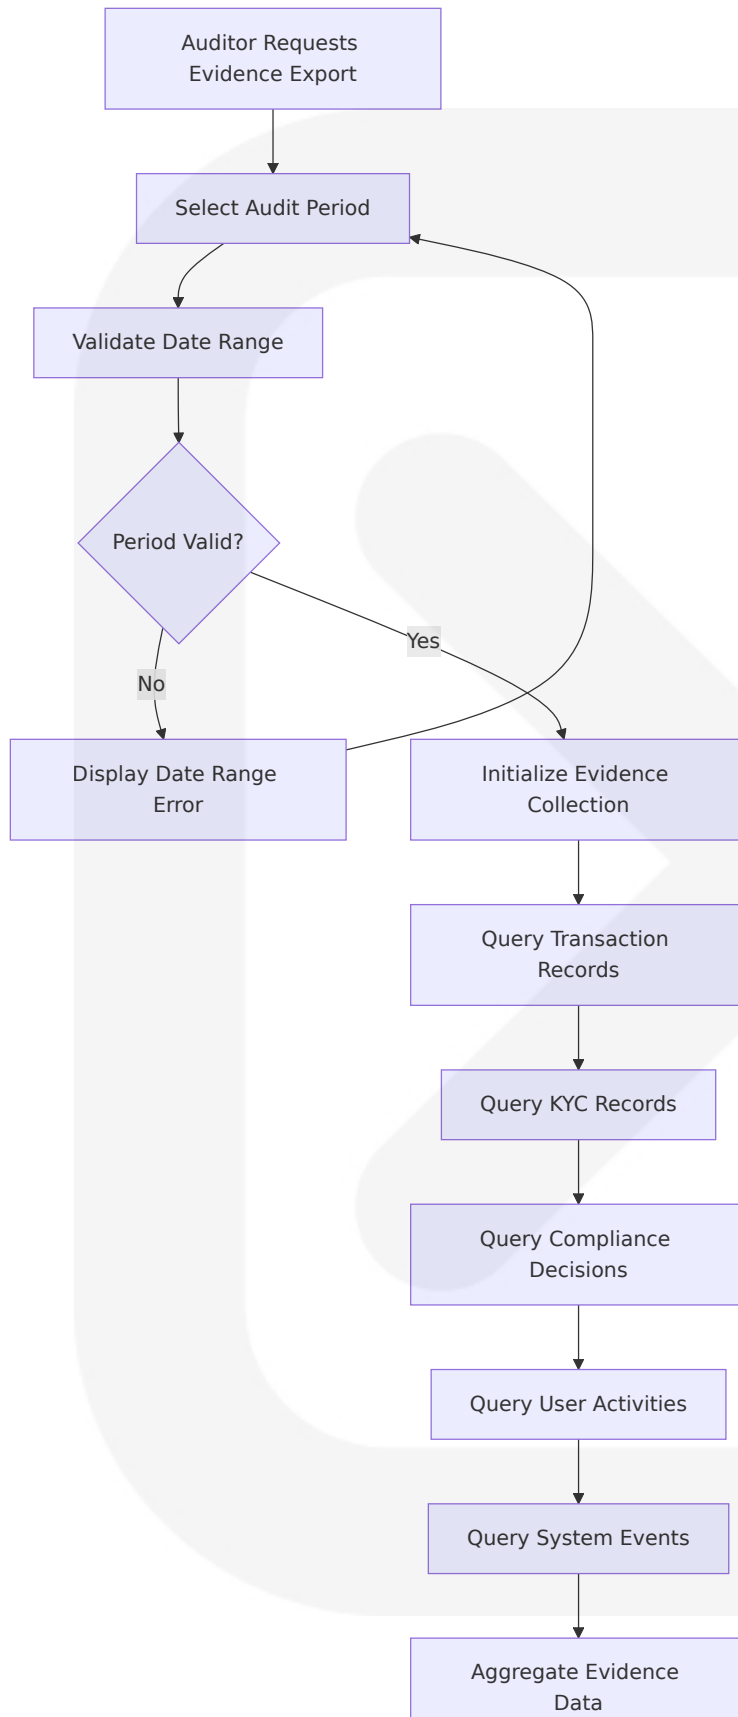 Auditor Requests
Evidence Export
Select Audit Period
Validate Date Range
Period Valid?
Yes
No
Display Date Range
Error
Initialize Evidence
Collection
Query Transaction
Records
Query KYC Records
Query Compliance
Decisions
Query User Activities
Query System Events
Aggregate Evidence
Data